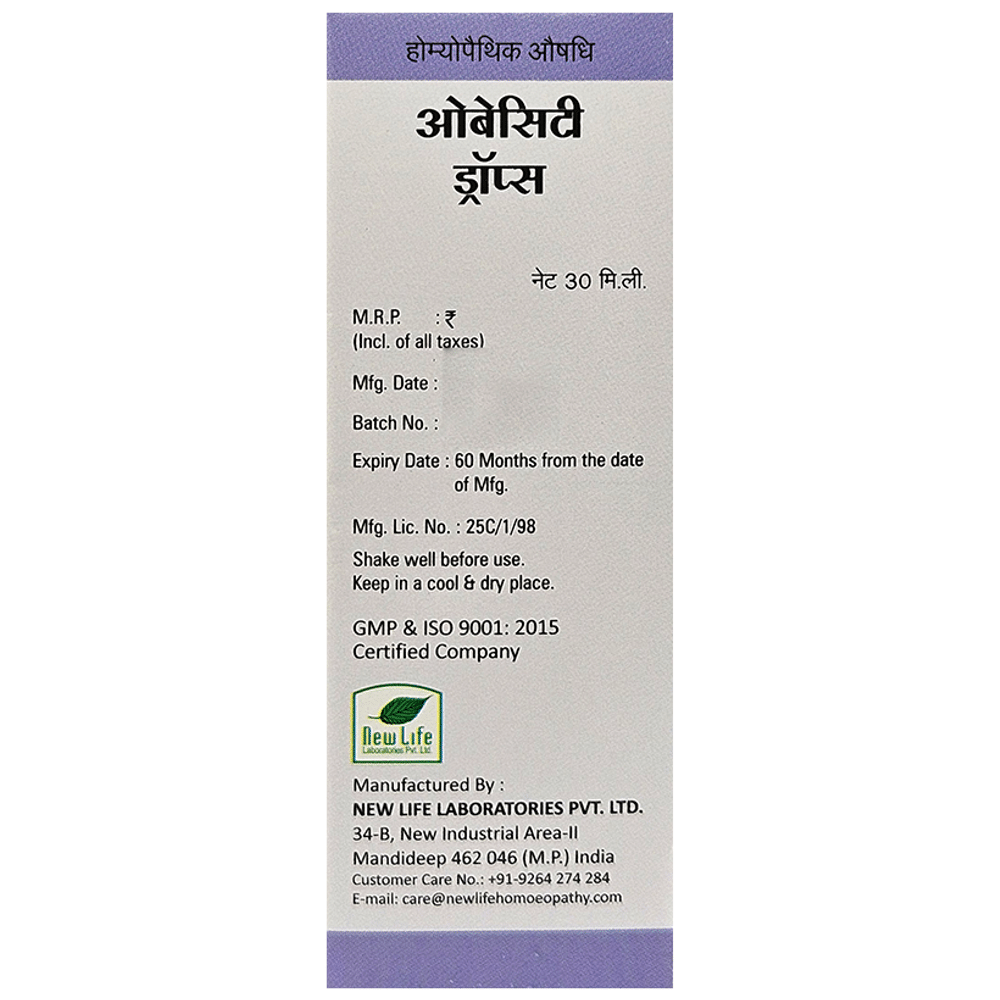 होम्योपैथिक औषधि
ओबेसिटी
ड्रॉप्स
नेट 30 मि.ली.
M.R.P. : ₹
(Incl. of all taxes)
Mfg. Date :
Batch No. :
Expiry Date : 60 Months from the date
of Mfg.
Mfg. Lic. No. : 25C/1/98
Shake well before use.
Keep in a cool & dry place.
GMP & ISO 9001: 2015
Certified Company
New Life
Laboratories Pvt. Ltd.
Manufactured By :
NEW LIFE LABORATORIES PVT. LTD.
34-B, New Industrial Area-II
Mandideep 462 046 (M.P.) India
Customer Care No.: +91-9264 274 284
E-mail: care@newlifehomoeopathy.com